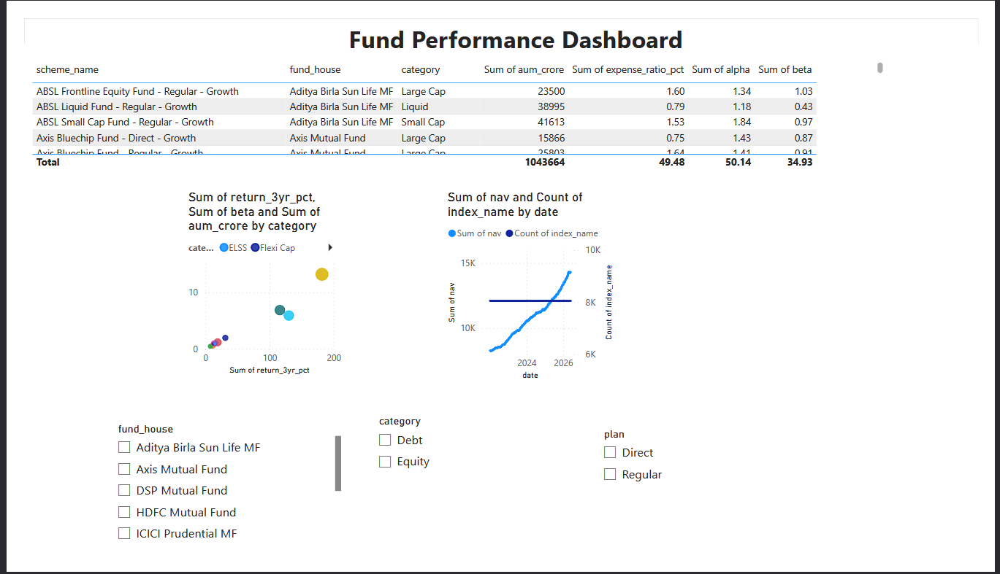 Fund Performance Dashboard
scheme_name fund_house category Sum of aum_crore Sum of expense_ratio_pct Sum of alpha Sum of beta
ABSL Frontline Equity Fund - Regular - Growth Aditya Birla Sun Life MF Large Cap 23500 1.60 1.34 1.03
ABSL Liquid Fund - Regular - Growth Aditya Birla Sun Life MF Liquid 38995 0.79 1.18 0.43
ABSL Small Cap Fund - Regular - Growth Aditya Birla Sun Life MF Small Cap 41613 1.53 1.84 0.97
Axis Bluechip Fund - Direct - Growth Axis Mutual Fund Large Cap 15866 0.75 1.43 0.87
Axis Bluechip Fund - Regular - Growth Axis Mutual Fund Large Cap 25803 1.64 1.41 0.91
Total 1043664 49.48 50.14 34.93
Sum of return_3yr_pct,
Sum of beta and Sum of
aum_crore by category
cate... ELSS Flexi Cap
10
0
0 100 200
Sum of return_3yr_pct
Sum of nav and Count of
index_name by date
Sum of nav Count of index_name
15K
10K
Sum of nav
10K
8K
6K
Count of index_name
2024 2026
date
fund_house
Aditya Birla Sun Life MF
Axis Mutual Fund
DSP Mutual Fund
HDFC Mutual Fund
ICICI Prudential MF
category
Debt
Equity
plan
Direct
Regular